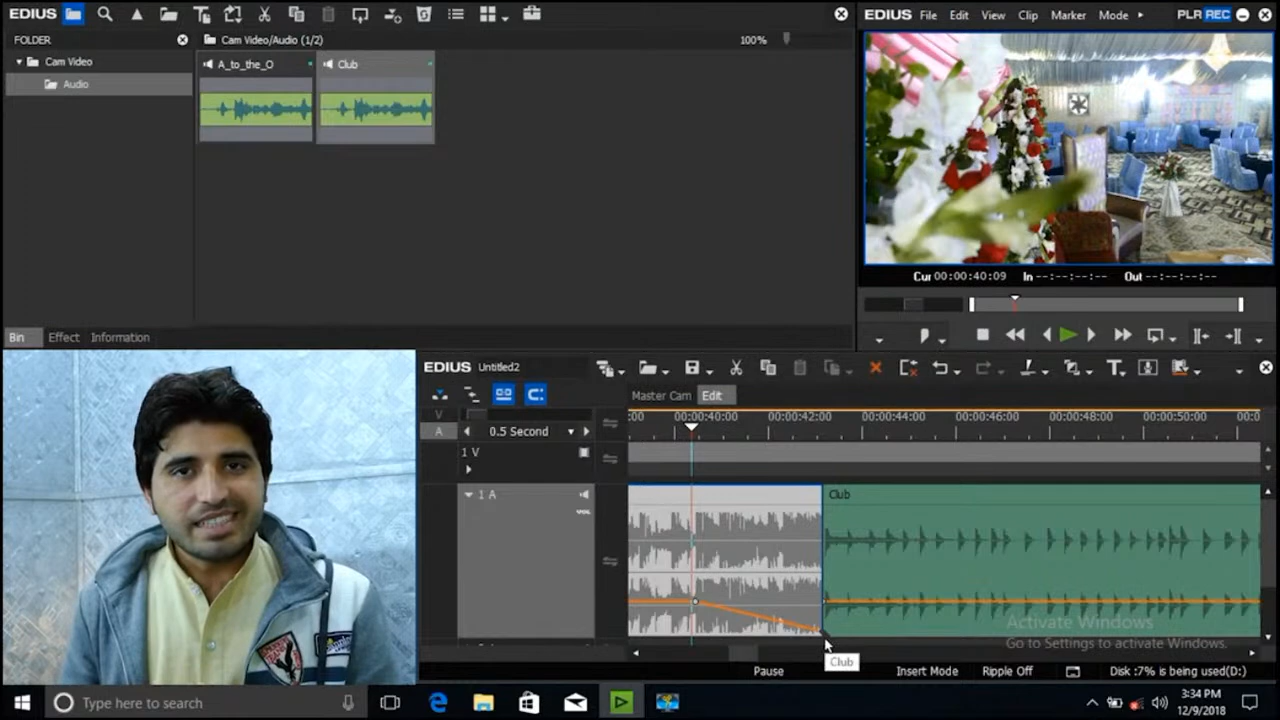 EDIUS
FOLDER
Cam Video/Audio (1/2)
100%
Cam Video
Audio
A_to_the_O
Club
Bin
Effect
Information
EDIUS File Edit View Clip Marker Mode PLR REC
Cur 00:00:40:09 In --:--:--:-- Out --:--:--:--
EDIUS Untitled2
Master Cam Edit
V
A
0.5 Second
:00 00:00:40:00 00:00:42:00 00:00:44:00 00:00:46:00 00:00:48:00 00:00:50:00 00:0
1 V
1 A
VOL
Club
Club
Activate Windows
Go to Settings to activate Windows.
Pause
Insert Mode
Ripple Off
Disk :7% is being used(D:)
Type here to search
3:34 PM
12/9/2018